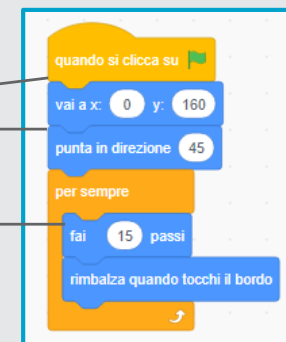 quando si clicca su
vai a x: 0 y: 160
punta in direzione 45
per sempre
fai 15 passi
rimbalza quando tocchi il bordo